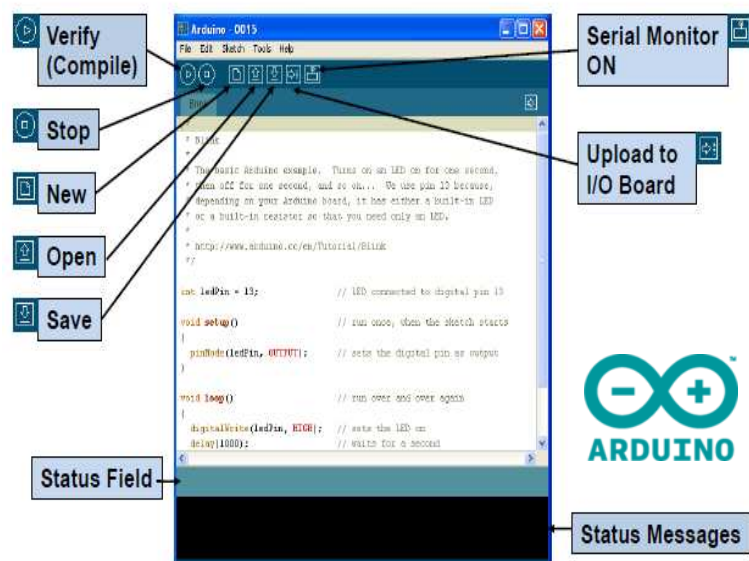 Verify
(Compile)
Stop
New
Open
Save
Status Field
Arduino - 0015
File Edit Sketch Tools Help
Blink
/*
* Blink
*
* The basic Arduino example. Turns on an LED on for one second,
* then off for one second, and so on... We use pin 13 because,
* depending on your Arduino board, it has either a built-in LED
* or a built-in resistor so that you need only an LED.
*
* http://www.arduino.cc/en/Tutorial/Blink
*/
int ledPin = 13; // LED connected to digital pin 13
void setup() // run once, when the sketch starts
{
pinMode(ledPin, OUTPUT); // sets the digital pin as output
}
void loop() // run over and over again
{
digitalWrite(ledPin, HIGH); // sets the LED on
delay(1000); // waits for a second
Serial Monitor
ON
Upload to
I/O Board
TM
ARDUINO
Status Messages